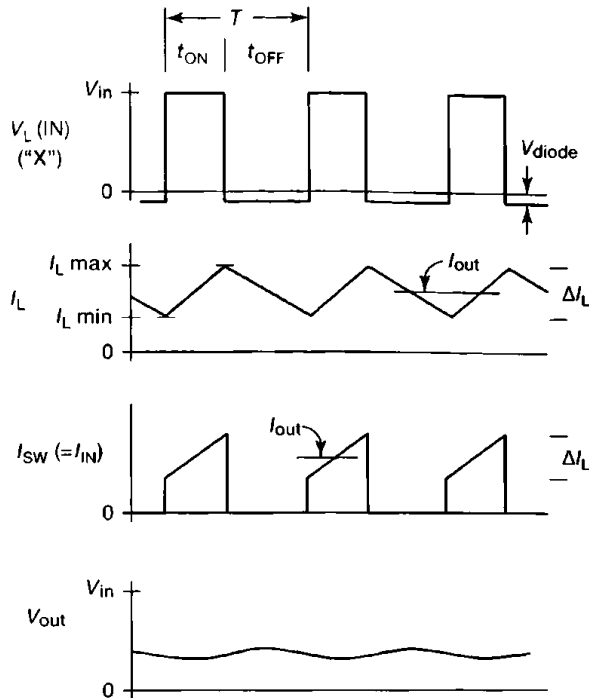 T
tON tOFF
Vin
VL (IN)
("X")
Vdiode
0
IL max
Iout
IL
IL min
ΔIL
0
Iout
ISW (=IIN)
ΔIL
0
Vin
Vout
0